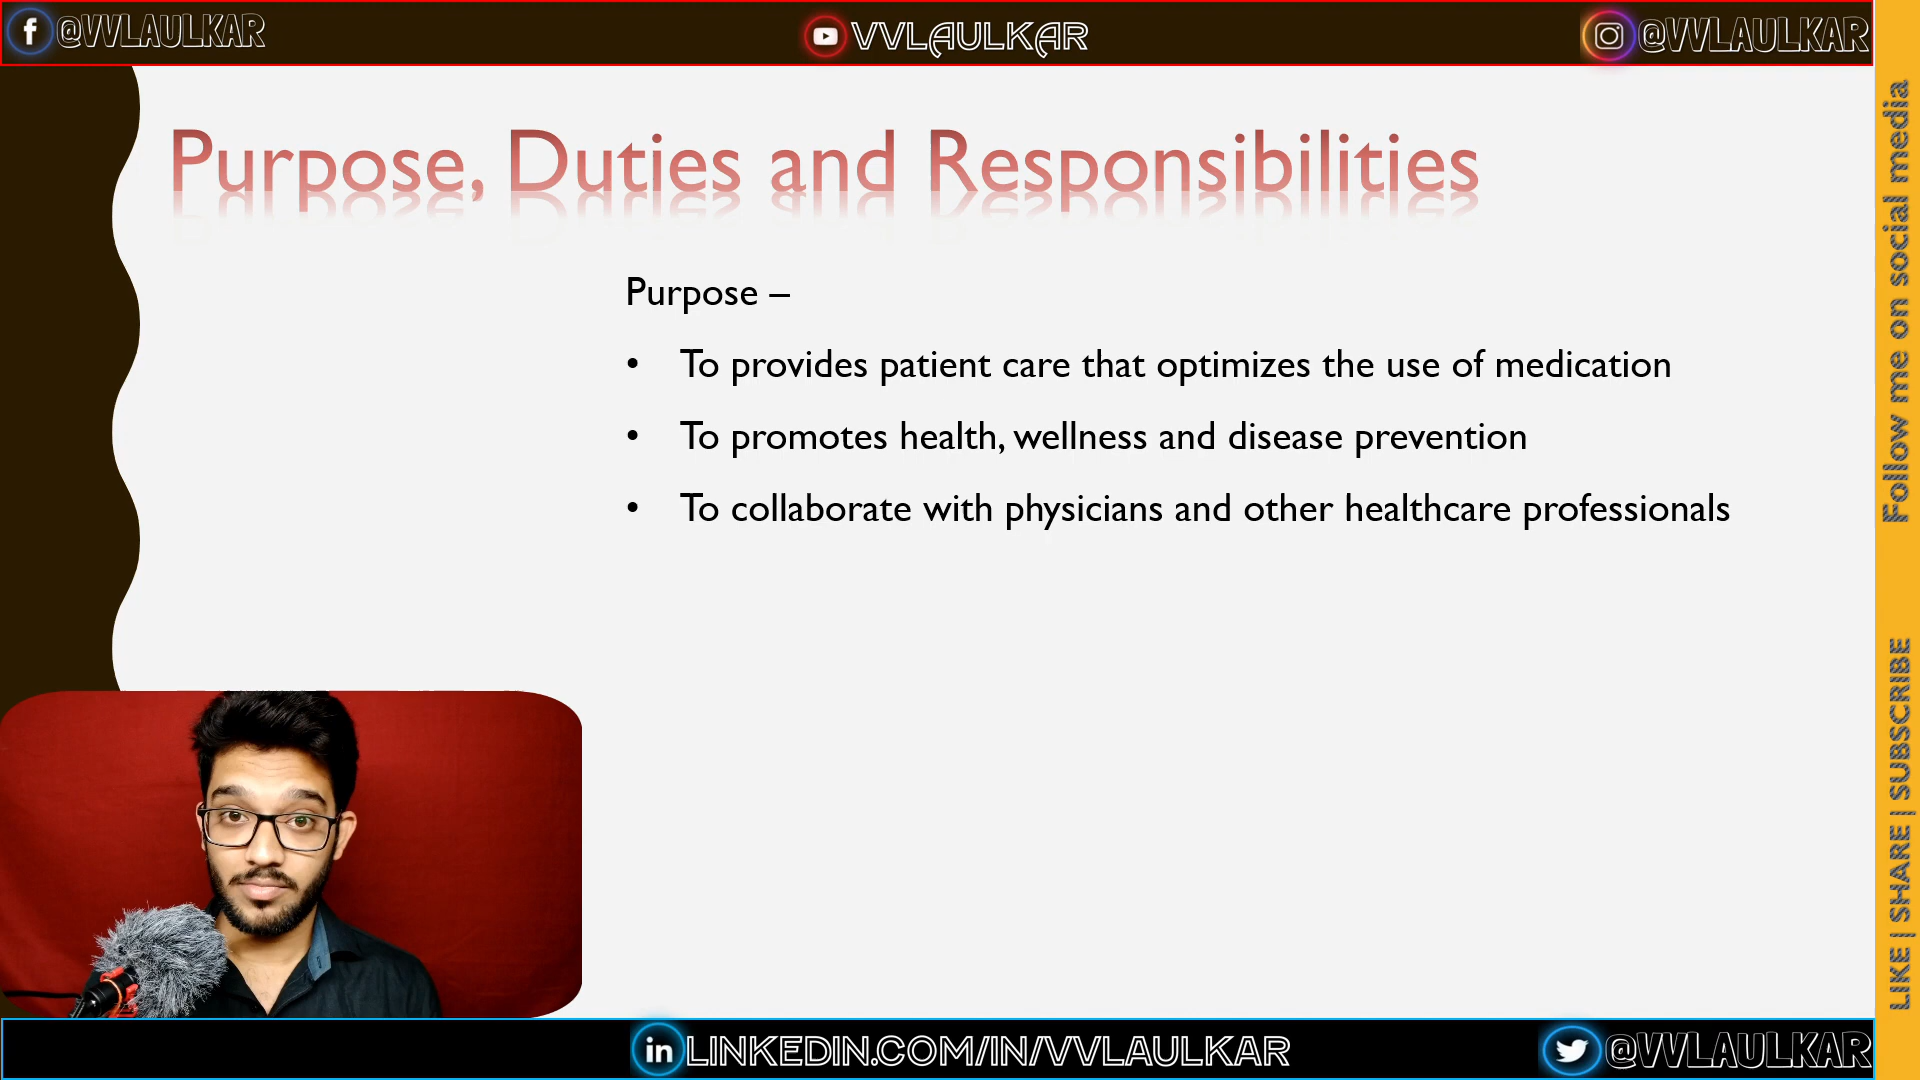 @VVLAULKAR
VVLAULKAR
@VVLAULKAR
Purpose, Duties and Responsibilities
Purpose –
• To provides patient care that optimizes the use of medication
• To promotes health, wellness and disease prevention
• To collaborate with physicians and other healthcare professionals
Follow me on social media
LIKE | SHARE | SUBSCRIBE
LINKEDIN.COM/IN/VVLAULKAR
@VVLAULKAR